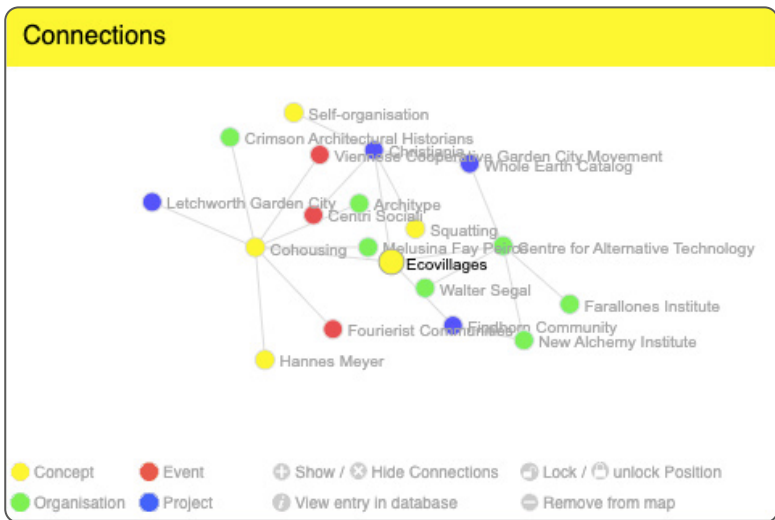 Connections
Self-organisation
Crimson Architectural Historians
Christiania
Viennese Cooperative Garden City Movement
Whole Earth Catalog
Letchworth Garden City
Architype
Centri Sociali
Squatting
Cohousing
Melusina Fay Peirce
Centre for Alternative Technology
Ecovillages
Walter Segal
Farallones Institute
Fourierist Communities
Findhorn Community
New Alchemy Institute
Hannes Meyer
Concept Event Show / Hide Connections Lock / unlock Position
Organisation Project View entry in database Remove from map